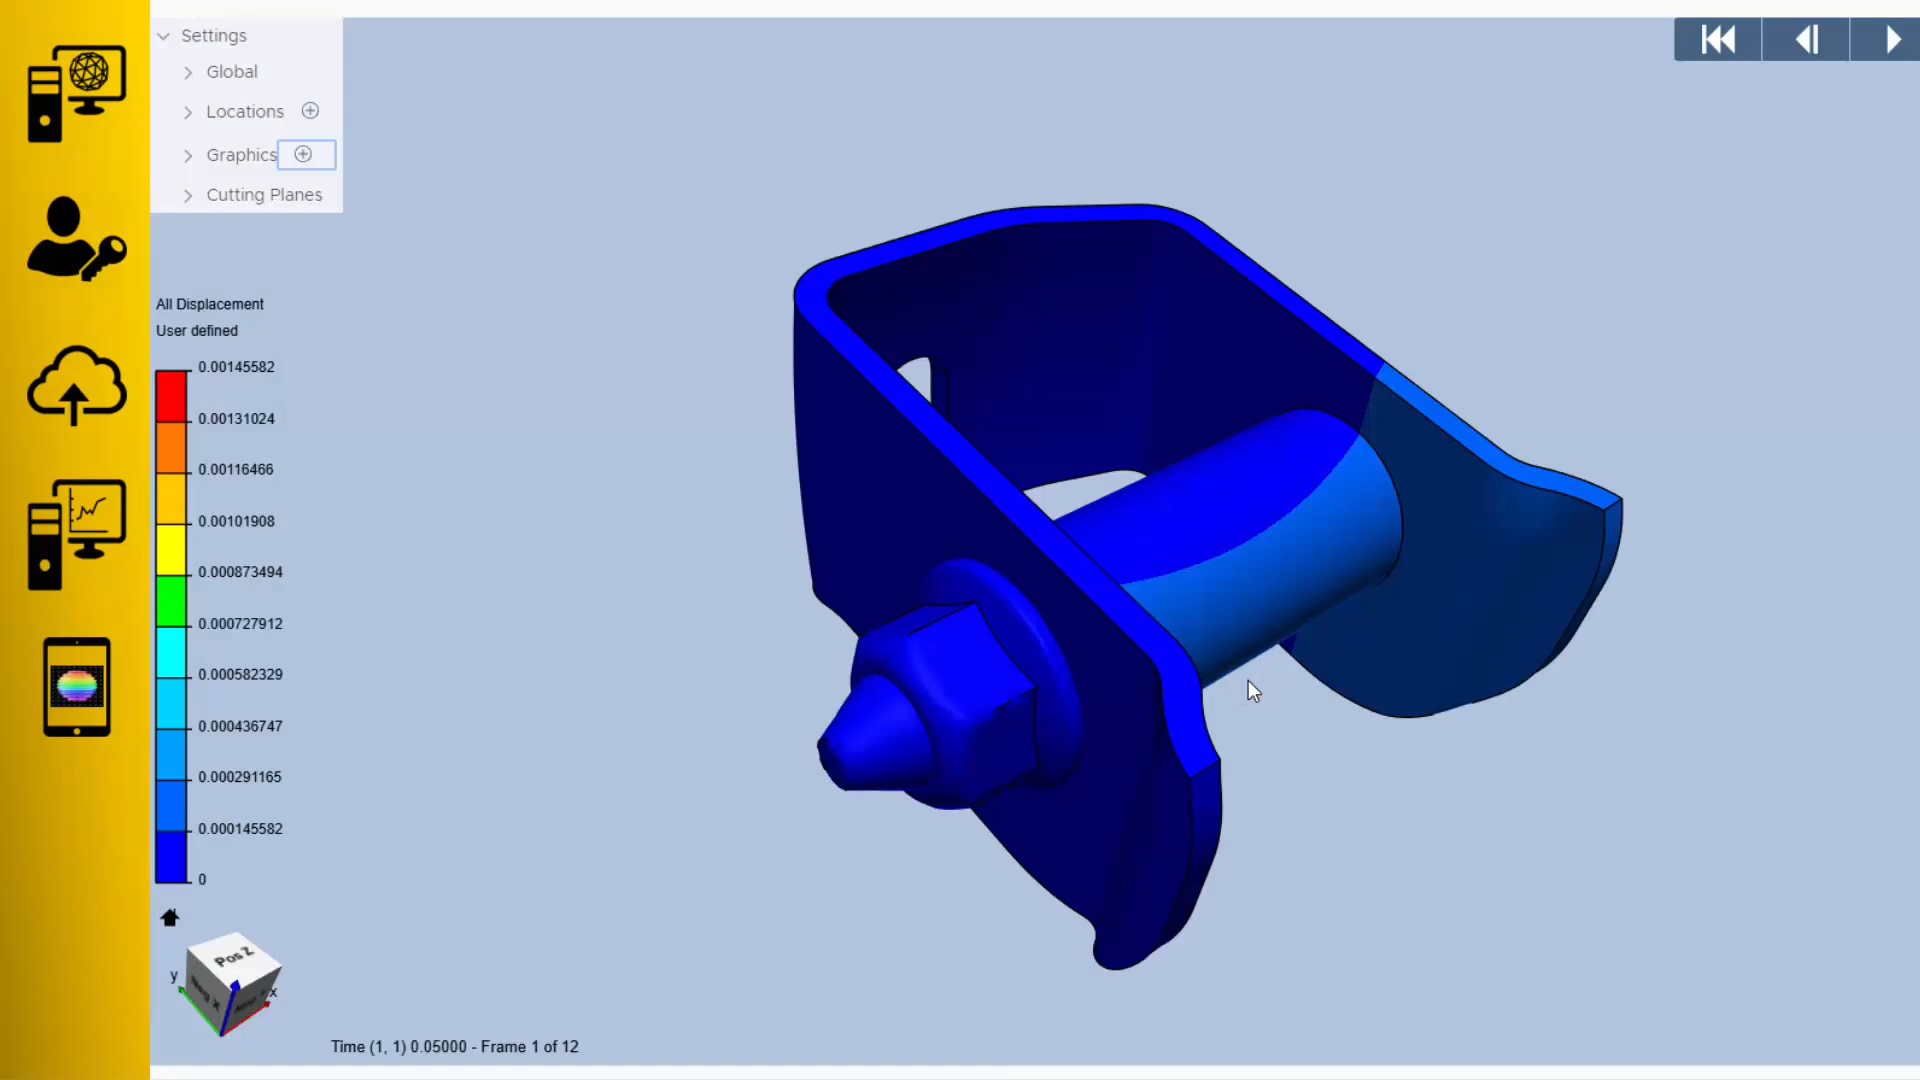 Settings
Global
Locations
Graphics
Cutting Planes
All Displacement
User defined
0.00145582
0.00131024
0.00116466
0.00101908
0.000873494
0.000727912
0.000582329
0.000436747
0.000291165
0.000145582
0
Pos Z
y
Neg X
x
Time (1, 1) 0.05000 - Frame 1 of 12